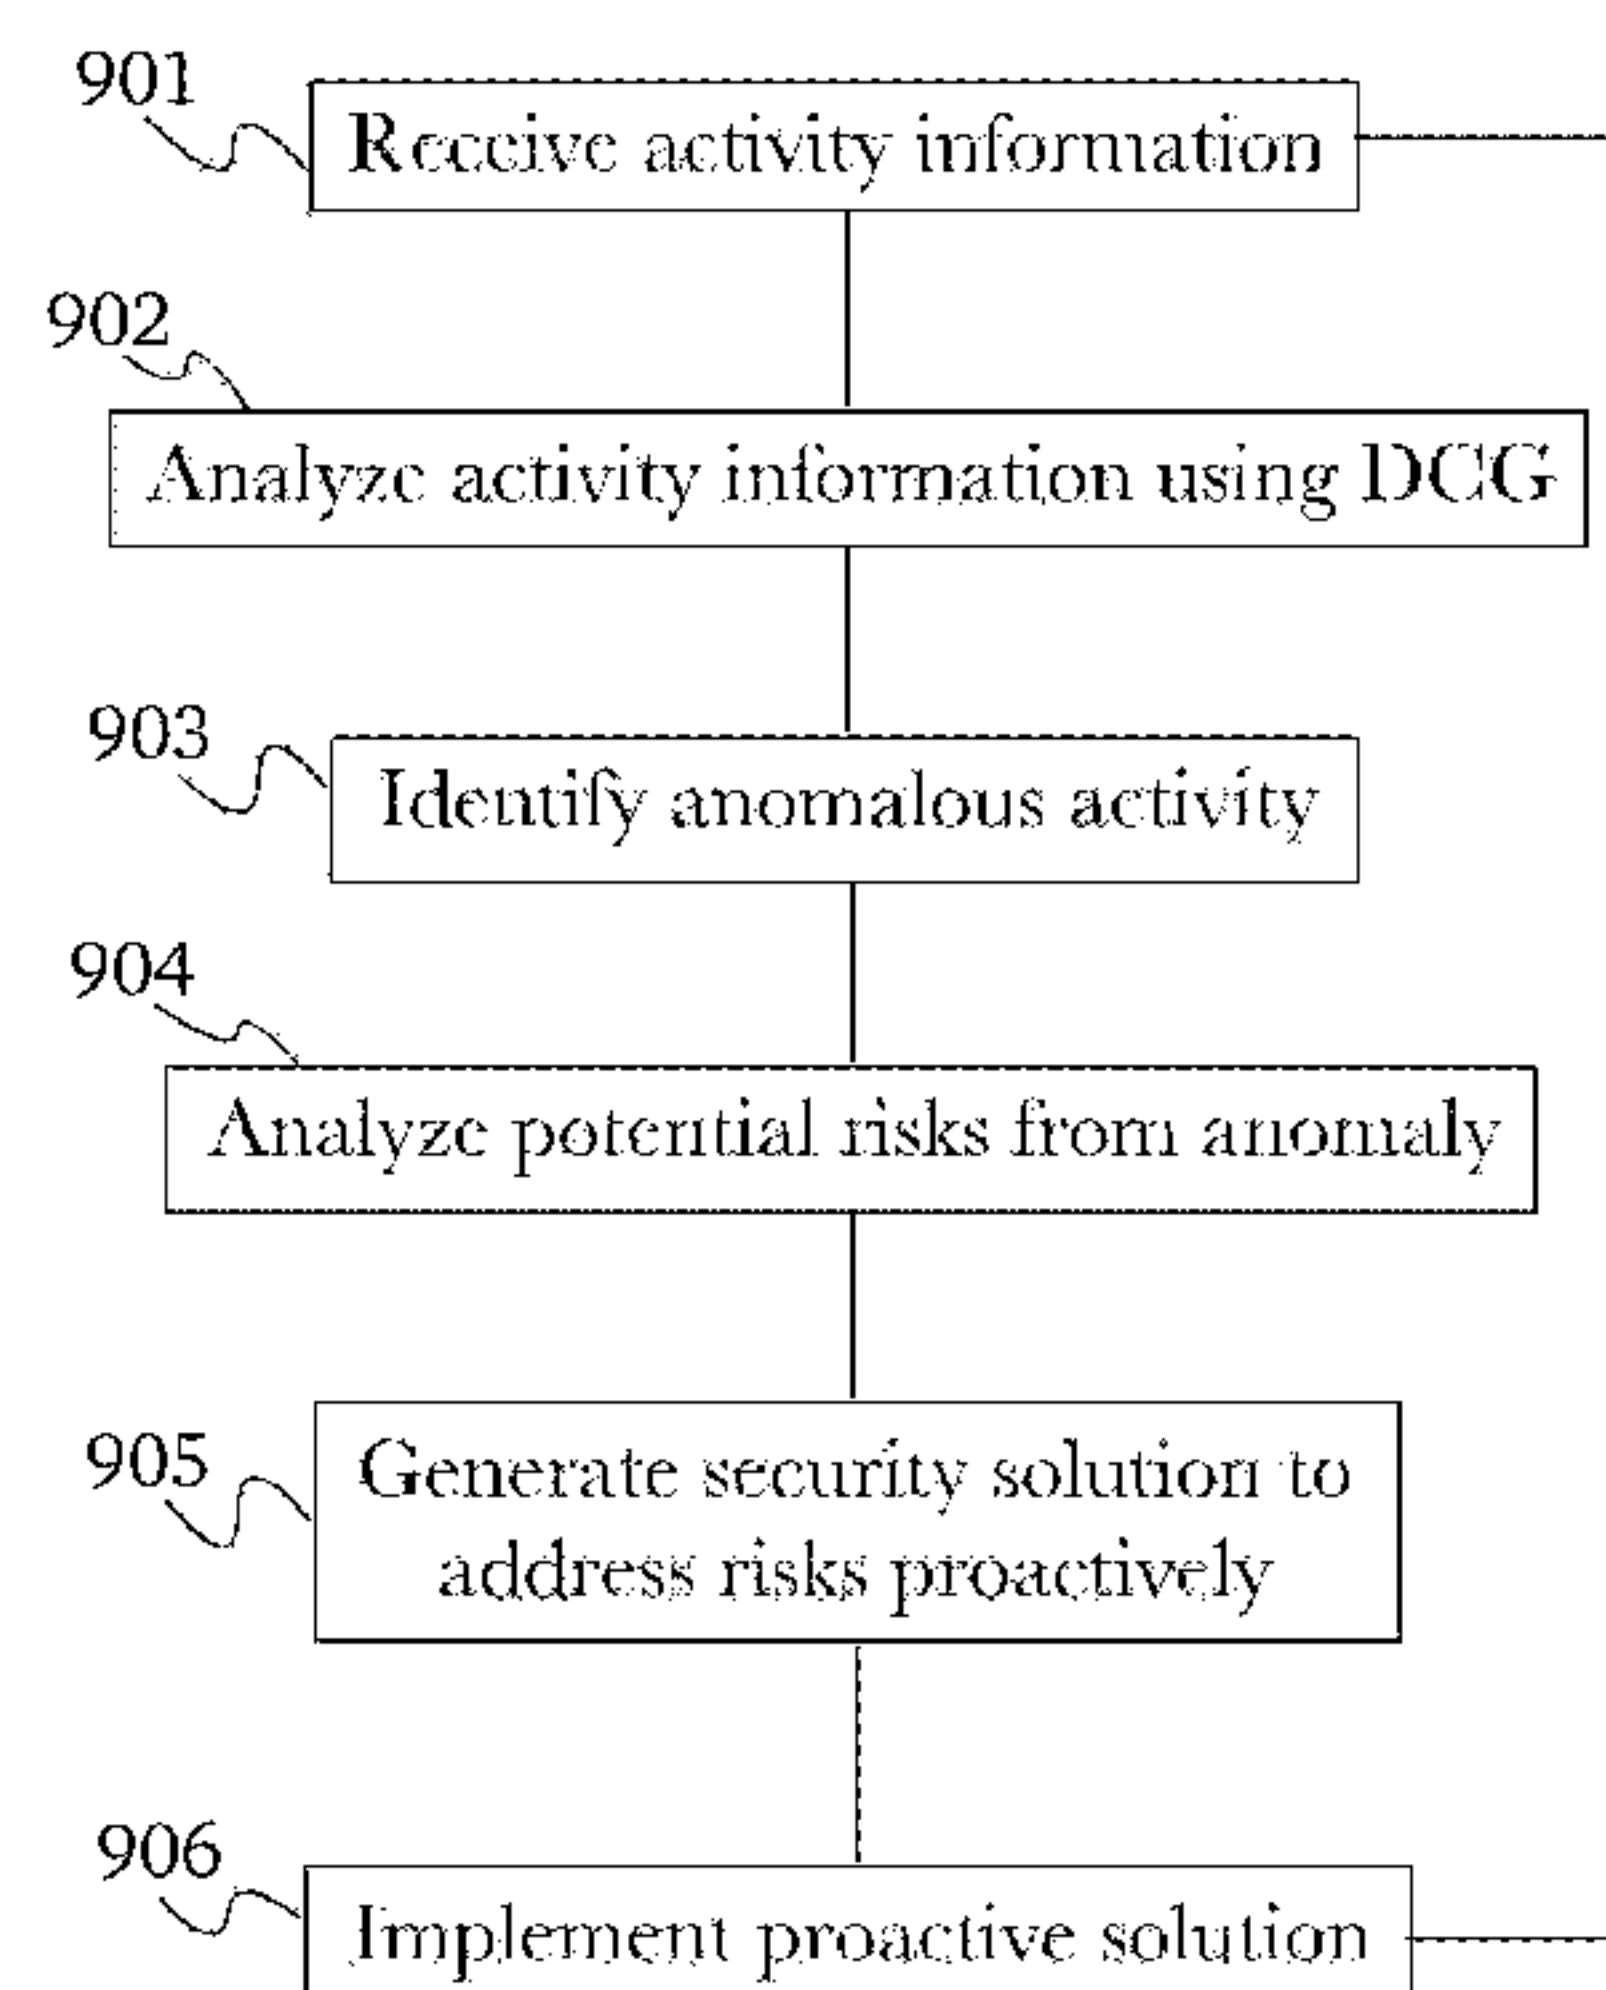 901
Receive activity information
902
Analyze activity information using DCG
903
Identify anomalous activity
904
Analyze potential risks from anomaly
905
Generate security solution to
address risks proactively
906
Implement proactive solution